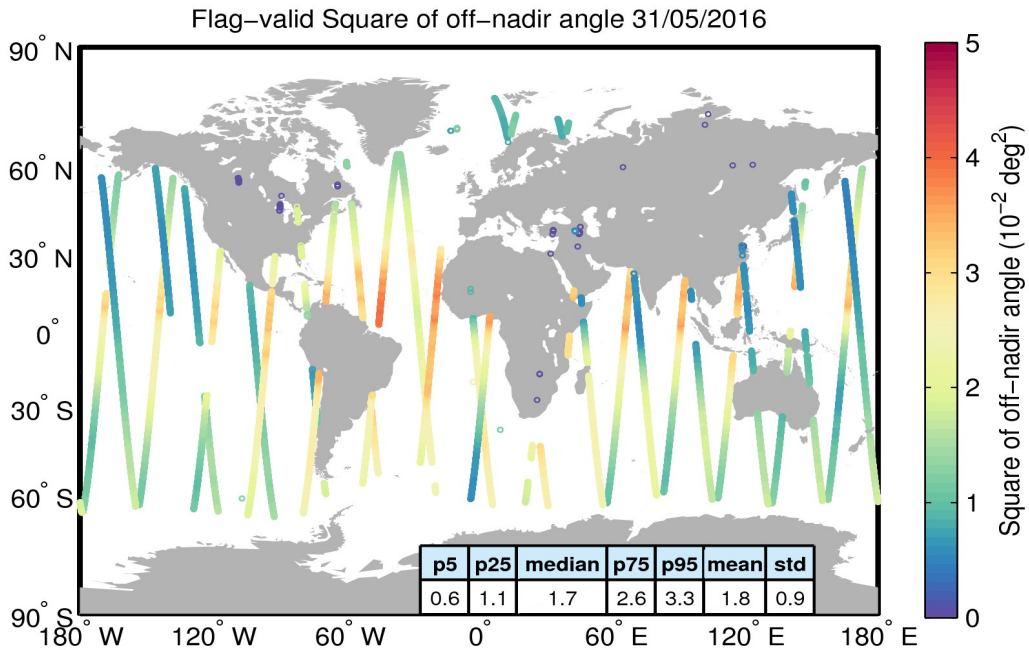 Flag−valid Square of off−nadir angle 31/05/2016
90° N
60° N
30° N
0°
30° S
60° S
90° S
180° W
120° W
60° W
0°
60° E
120° E
180° E
p5 p25 median p75 p95 mean std
0.6 1.1 1.7 2.6 3.3 1.8 0.9
5
4
3
2
1
0
Square of off−nadir angle (10⁻² deg²)